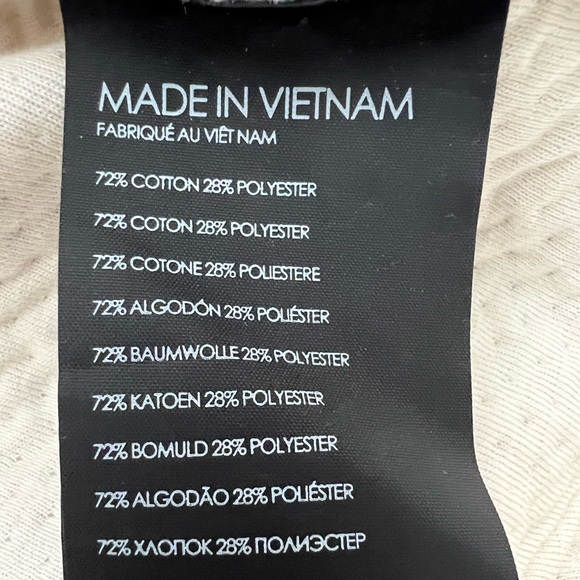 MADE IN VIETNAM
FABRIQUÉ AU VIÊT NAM
72% COTTON 28% POLYESTER
72% COTON 28% POLYESTER
72% COTONE 28% POLIESTERE
72% ALGODÓN 28% POLIÉSTER
72% BAUMWOLLE 28% POLYESTER
72% KATOEN 28% POLYESTER
72% BOMULD 28% POLYESTER
72% ALGODÃO 28% POLIÉSTER
72% ХЛОПОК 28% ПОЛИЭСТЕР